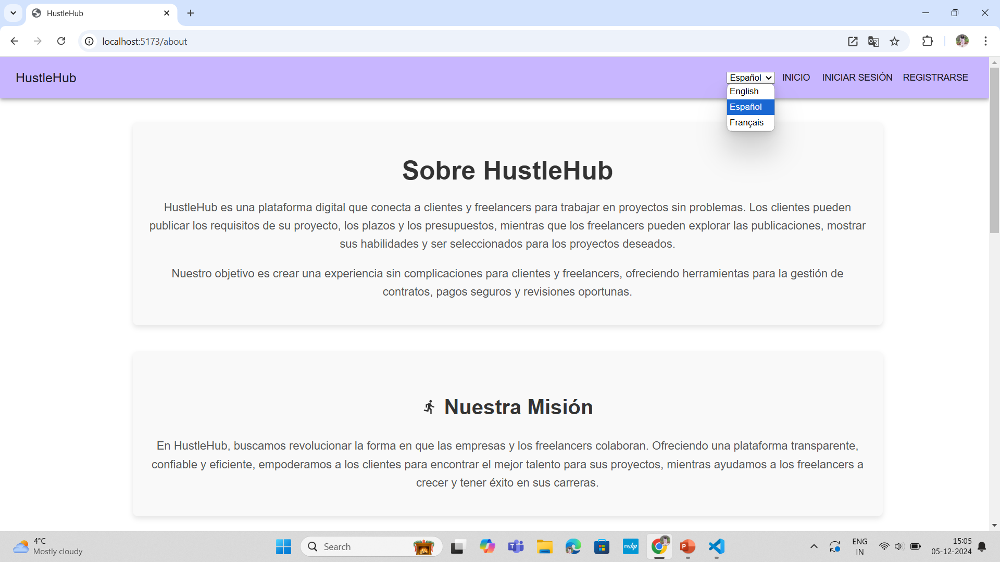 HustleHub
localhost:5173/about
HustleHub
Español
INICIO
INICIAR SESIÓN
REGISTRARSE
English
Español
Français
Sobre HustleHub
HustleHub es una plataforma digital que conecta a clientes y freelancers para trabajar en proyectos sin problemas. Los clientes pueden
publicar los requisitos de su proyecto, los plazos y los presupuestos, mientras que los freelancers pueden explorar las publicaciones, mostrar
sus habilidades y ser seleccionados para los proyectos deseados.
Nuestro objetivo es crear una experiencia sin complicaciones para clientes y freelancers, ofreciendo herramientas para la gestión de
contratos, pagos seguros y revisiones oportunas.
Nuestra Misión
En HustleHub, buscamos revolucionar la forma en que las empresas y los freelancers colaboran. Ofreciendo una plataforma transparente,
confiable y eficiente, empoderamos a los clientes para encontrar el mejor talento para sus proyectos, mientras ayudamos a los freelancers a
crecer y tener éxito en sus carreras.
4°C
Mostly cloudy
Search
myhp
ENG
IN
15:05
05-12-2024